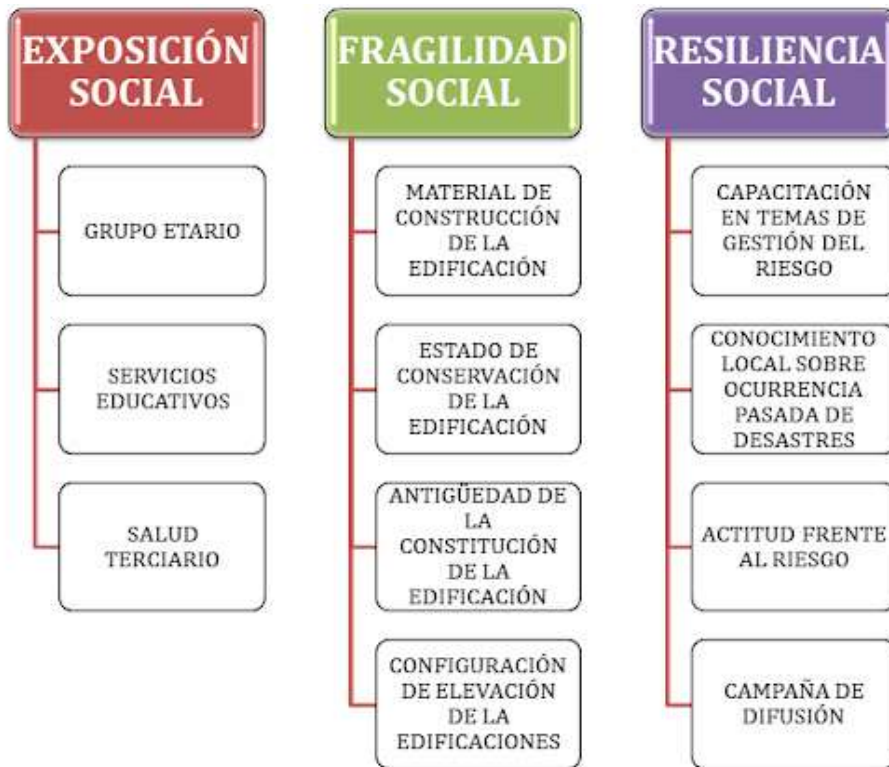 EXPOSICIÓN
SOCIAL
GRUPO ETARIO
SERVICIOS
EDUCATIVOS
SALUD
TERCIARIO
FRAGILIDAD
SOCIAL
MATERIAL DE
CONSTRUCCIÓN
DE LA
EDIFICACIÓN
ESTADO DE
CONSERVACIÓN
DE LA
EDIFICACIÓN
ANTIGÜEDAD DE
LA
CONSTITUCIÓN
DE LA
EDIFICACIÓN
CONFIGURACIÓN
DE ELEVACIÓN
DE LA
EDIFICACIONES
RESILIENCIA
SOCIAL
CAPACITACIÓN
EN TEMAS DE
GESTIÓN DEL
RIESGO
CONOCIMIENTO
LOCAL SOBRE
OCURRENCIA
PASADA DE
DESASTRES
ACTITUD FRENTE
AL RIESGO
CAMPAÑA DE
DIFUSIÓN